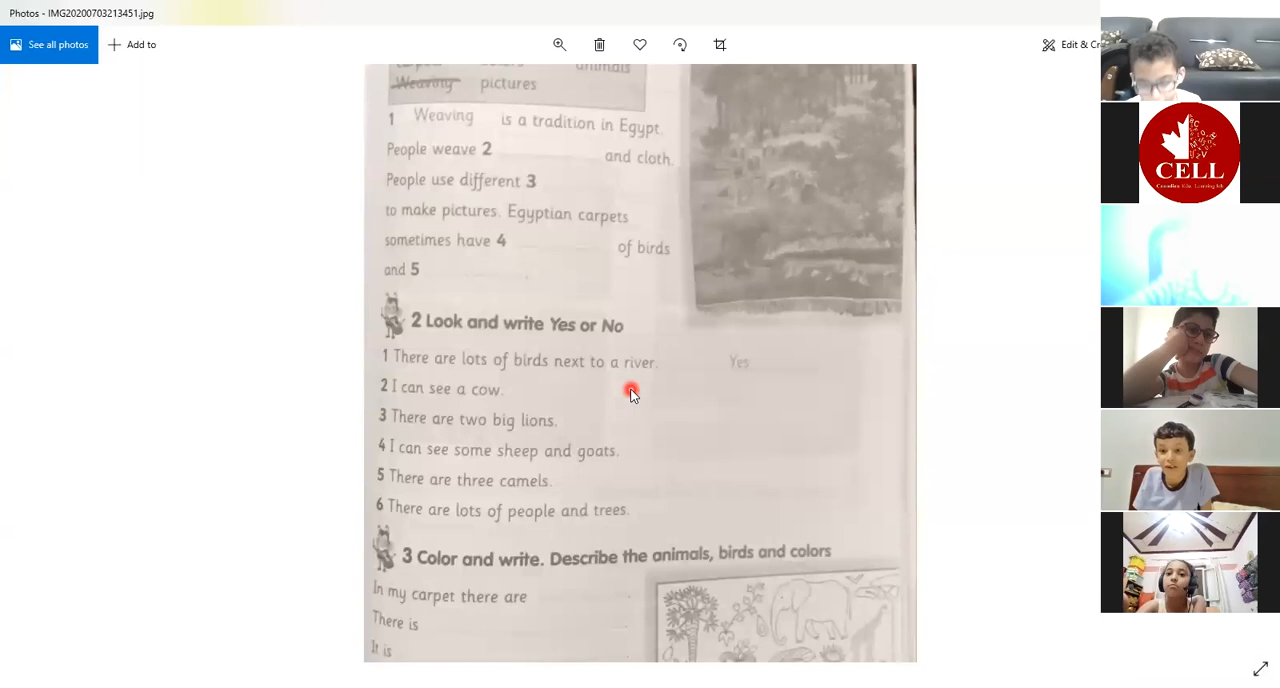 Photos - IMG20200703213451.jpg
See all photos
Add to
Edit & Cr
animals
Weaving pictures
1 Weaving is a tradition in Egypt.
People weave 2 and cloth.
People use different 3
to make pictures. Egyptian carpets
sometimes have 4 of birds
and 5
2 Look and write Yes or No
1 There are lots of birds next to a river. Yes
2 I can see a cow.
3 There are two big lions.
4 I can see some sheep and goats.
5 There are three camels.
6 There are lots of people and trees.
3 Color and write. Describe the animals, birds and colors
In my carpet there are
There is
It is
CELL